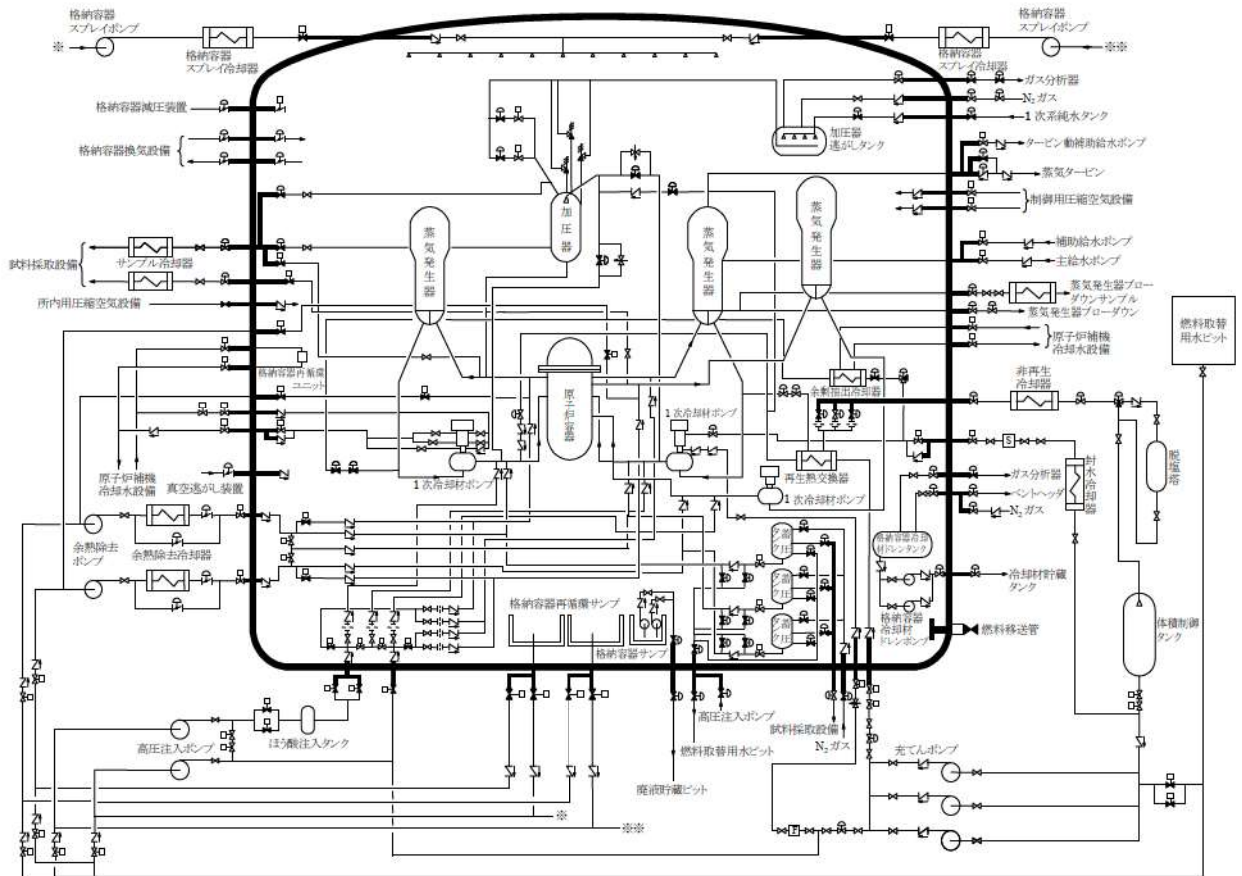 格納容器
スプレイポンプ
※
格納容器
スプレイ冷却器
格納容器
スプレイポンプ
※※
格納容器
スプレイ冷却器
格納容器減圧装置
格納容器換気設備
ガス分析器
N₂ガス
1次系純水タンク
加圧器
逃がしタンク
タービン動補助給水ポンプ
蒸気タービン
制御用圧縮空気設備
加圧器
蒸気発生器
蒸気発生器
蒸気発生器
試料採取設備
サンプル冷却器
所内用圧縮空気設備
補助給水ポンプ
主給水ポンプ
蒸気発生器ブロー
ダウンサンプル
蒸気発生器ブローダウン
原子炉補機
冷却水設備
燃料取替
用水ピット
格納容器再循環
ユニット
原子炉容器
余剰抽出冷却器
非再生
冷却器
1次冷却材ポンプ
S
脱塩塔
封水冷却器
原子炉補機
冷却水設備
真空逃がし装置
1次冷却材ポンプ
再生熱交換器
1次冷却材ポンプ
ガス分析器
ベントヘッダ
N₂ガス
余熱除去
ポンプ
余熱除去冷却器
蓄圧タンク
蓄圧タンク
蓄圧タンク
格納容器冷却
材ドレンタンク
冷却材貯蔵
タンク
格納容器再循環サンプ
格納容器サンプ
格納容器
冷却材
ドレンポンプ
燃料移送管
体積制御
タンク
高圧注入ポンプ
ほう酸注入タンク
高圧注入ポンプ
燃料取替用水ピット
廃液貯蔵ピット
試料採取設備
N₂ガス
充てんポンプ
※
※※
F